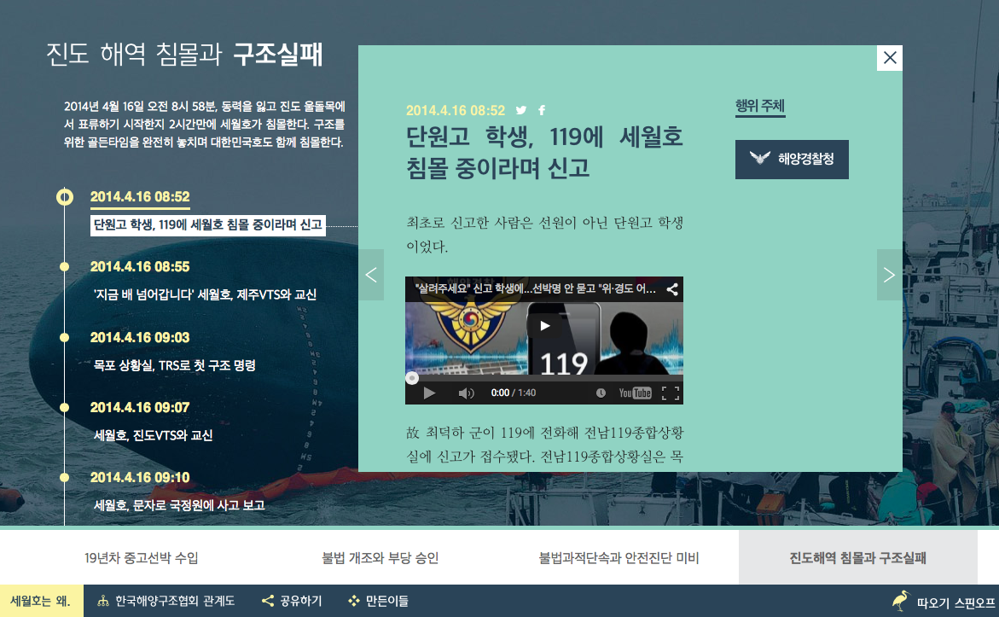 진도 해역 침몰과 구조실패
2014년 4월 16일 오전 8시 58분, 동력을 잃고 진도 울돌목에
서 표류하기 시작한지 2시간만에 세월호가 침몰한다. 구조를
위한 골든타임을 완전히 놓치며 대한민국호도 함께 침몰한다.
2014.4.16 08:52
단원고 학생, 119에 세월호 침몰 중이라며 신고
2014.4.16 08:55
'지금 배 넘어갑니다' 세월호, 제주VTS와 교신
2014.4.16 09:03
목포 상황실, TRS로 첫 구조 명령
2014.4.16 09:07
세월호, 진도VTS와 교신
2014.4.16 09:10
세월호, 문자로 국정원에 사고 보고
2014.4.16 08:52
단원고 학생, 119에 세월호
침몰 중이라며 신고
최초로 신고한 사람은 선원이 아닌 단원고 학생
이었다.
"살려주세요" 신고 학생에...선박명 안 묻고 "위·경도 어...
119
0:00 / 1:40
YouTube
故 최덕하 군이 119에 전화해 전남119종합상황
실에 신고가 접수됐다. 전남119종합상황실은 목
행위 주체
해양경찰청
19년차 중고선박 수입
불법 개조와 부당 승인
불법과적단속과 안전진단 미비
진도해역 침몰과 구조실패
세월호는 왜.
한국해양구조협회 관계도
공유하기
만든이들
따오기 스핀오프